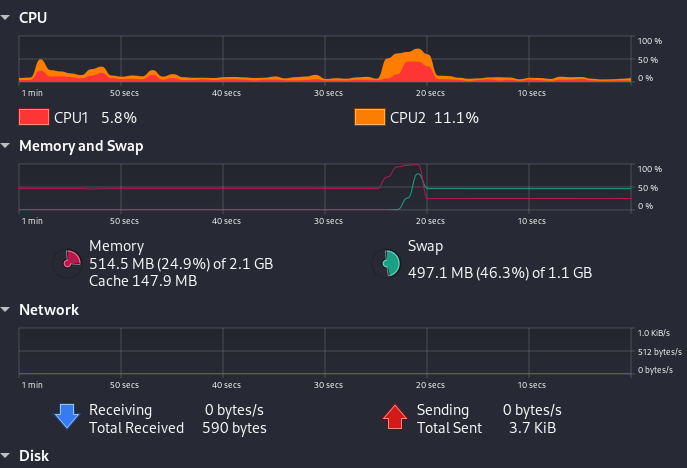 CPU
100 %
50 %
0 %
1 min 50 secs 40 secs 30 secs 20 secs 10 secs
CPU1 5.8% CPU2 11.1%
Memory and Swap
100 %
50 %
0 %
1 min 50 secs 40 secs 30 secs 20 secs 10 secs
Memory
514.5 MB (24.9%) of 2.1 GB
Cache 147.9 MB
Swap
497.1 MB (46.3%) of 1.1 GB
Network
1.0 KiB/s
512 bytes/s
0 bytes/s
1 min 50 secs 40 secs 30 secs 20 secs 10 secs
Receiving 0 bytes/s
Total Received 590 bytes
Sending 0 bytes/s
Total Sent 3.7 KiB
Disk